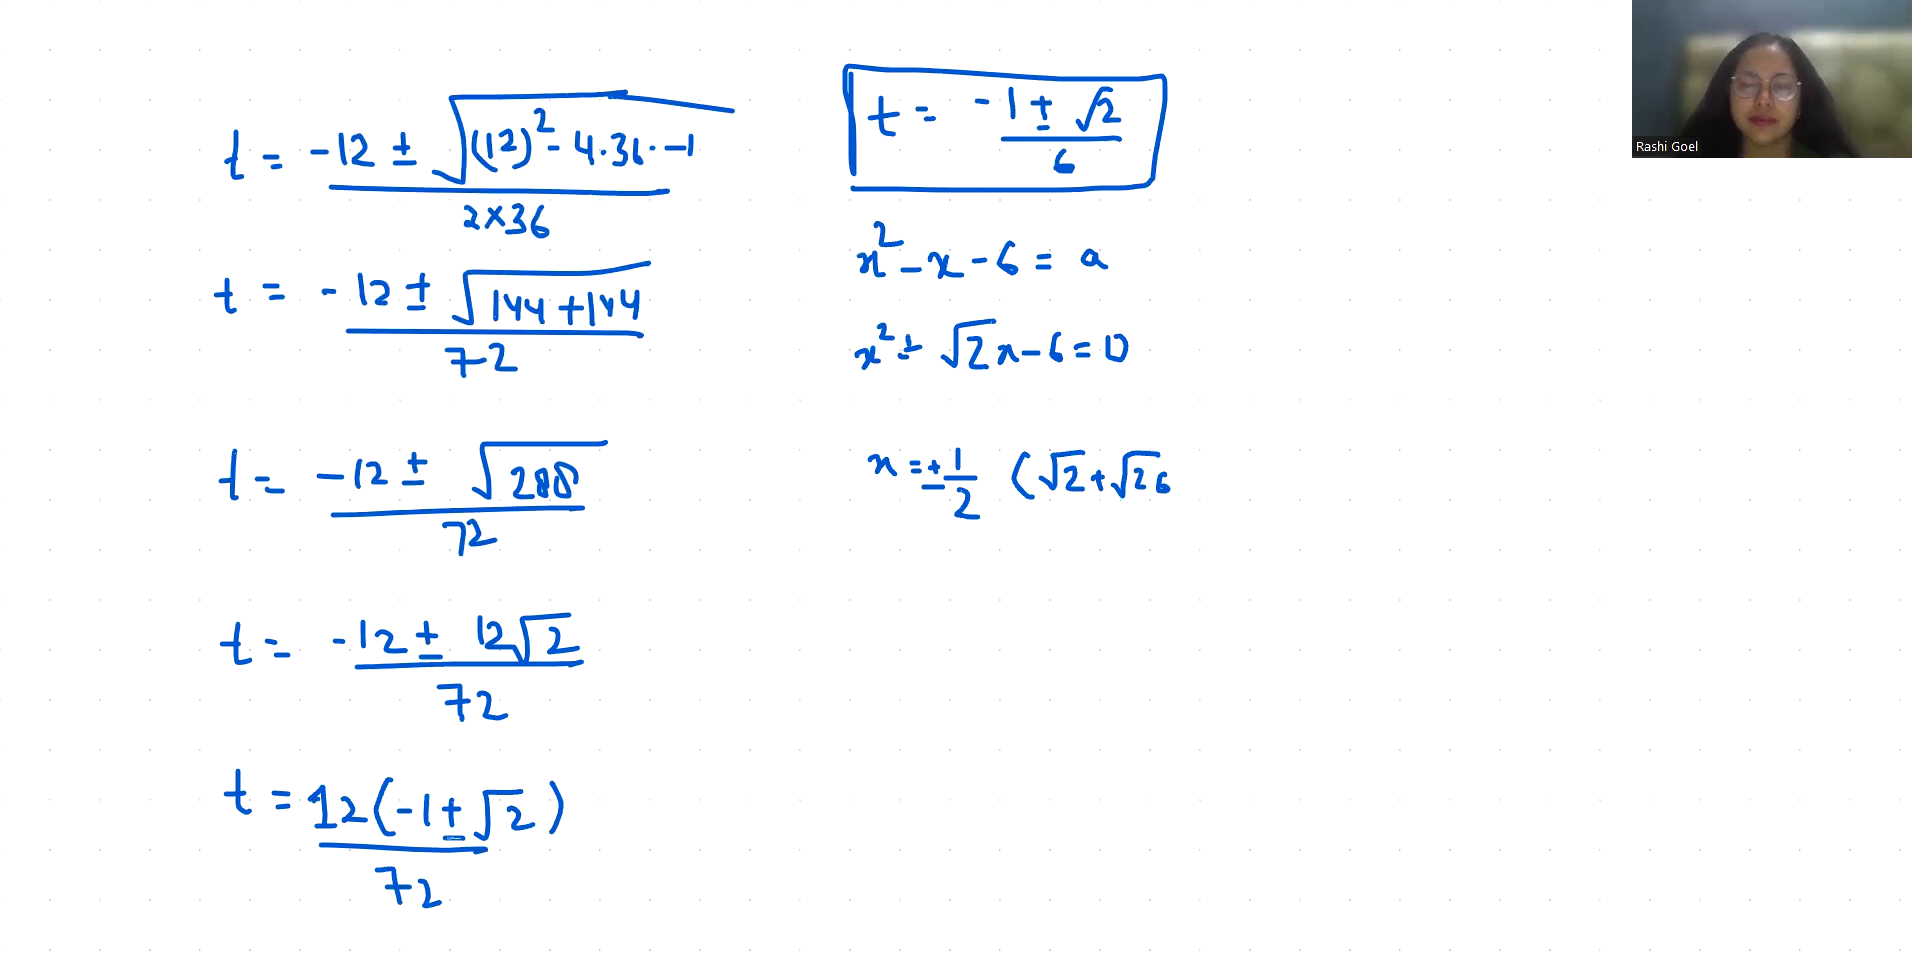 t = -12 ± √(12)² - 4·36·-1
2×36
t = -12 ± √144+144
72
t = -12 ± √288
72
t = -12 ± 12√2
72
t = 12(-1±√2)
72
t = -1 ± √2
6
x² - x - 6 = a
x² ± √2x - 6 = 0
x = ± 1/2 (√2 + √26
Rashi Goel